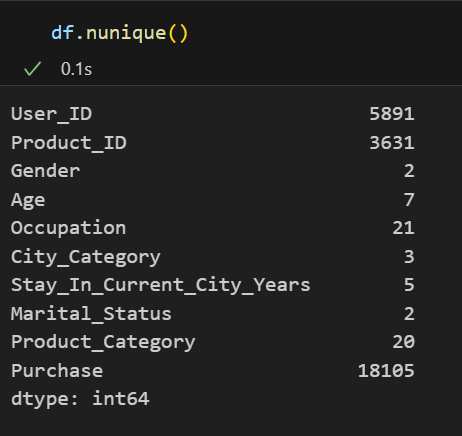 df.nunique()
0.1s
User_ID 5891
Product_ID 3631
Gender 2
Age 7
Occupation 21
City_Category 3
Stay_In_Current_City_Years 5
Marital_Status 2
Product_Category 20
Purchase 18105
dtype: int64